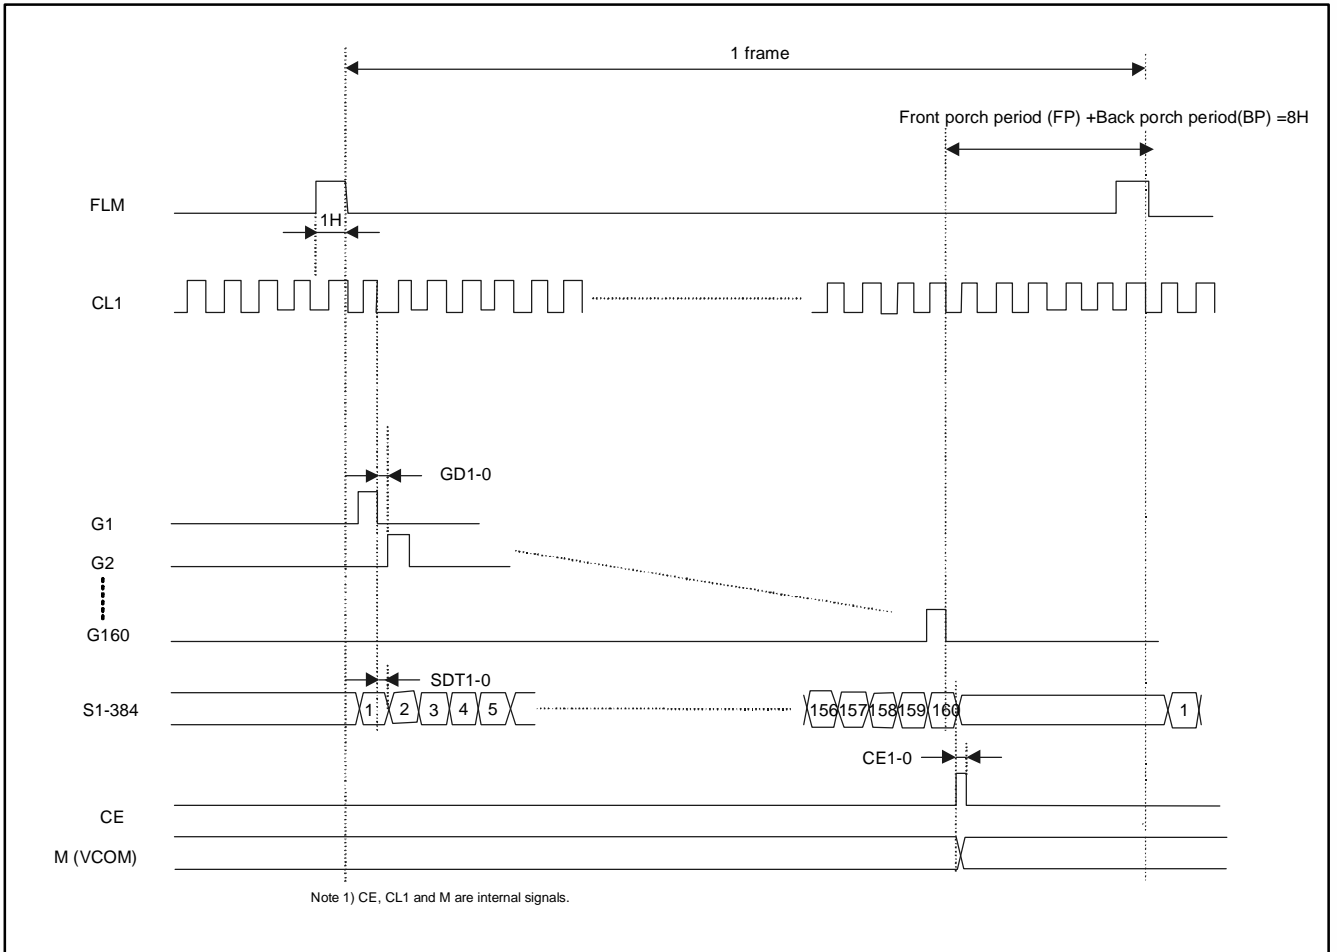 1 frame
Front porch period (FP) +Back porch period(BP) =8H
FLM
1H
CL1
GD1-0
G1
G2
G160
SDT1-0
S1-384
1 2 3 4 5 156 157 158 159 160 1
CE1-0
CE
M (VCOM)
Note 1) CE, CL1 and M are internal signals.